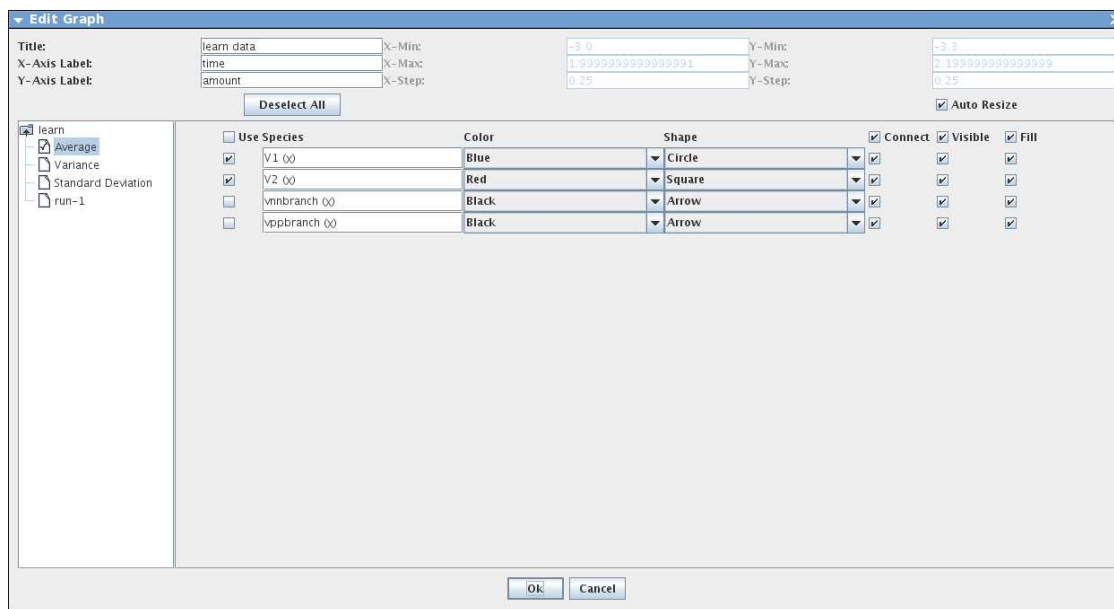 Edit Graph
Title: learn data X-Min: -3.0 Y-Min: -3.3
X-Axis Label: time X-Max: 1.9999999999999991 Y-Max: 2.199999999999999
Y-Axis Label: amount X-Step: 0.25 Y-Step: 0.25
Deselect All Auto Resize
learn
Average
Variance
Standard Deviation
run-1
Use Species Color Shape Connect Visible Fill
V1 (x) Blue Circle
V2 (x) Red Square
vnnbranch (x) Black Arrow
vppbranch (x) Black Arrow
Ok Cancel